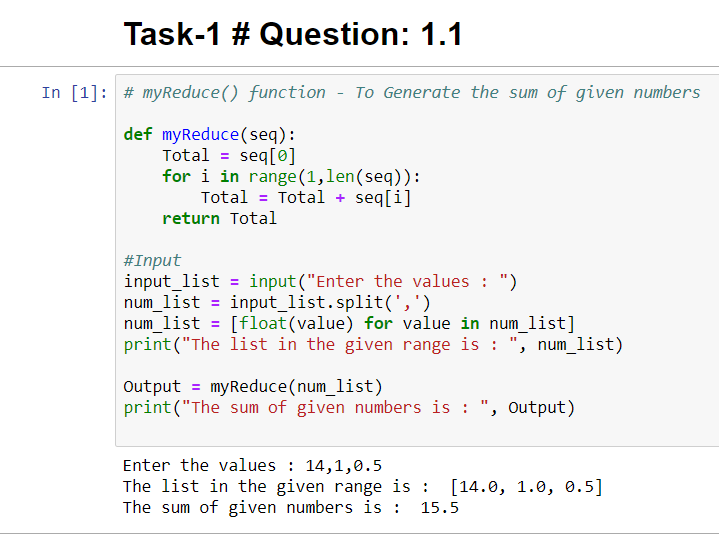 Task-1 # Question: 1.1
In [1]: # myReduce() function - To Generate the sum of given numbers
def myReduce(seq):
    Total = seq[0]
    for i in range(1,len(seq)):
        Total = Total + seq[i]
    return Total
#Input
input_list = input("Enter the values : ")
num_list = input_list.split(',')
num_list = [float(value) for value in num_list]
print("The list in the given range is : ", num_list)
Output = myReduce(num_list)
print("The sum of given numbers is : ", Output)
Enter the values : 14,1,0.5
The list in the given range is :  [14.0, 1.0, 0.5]
The sum of given numbers is :  15.5